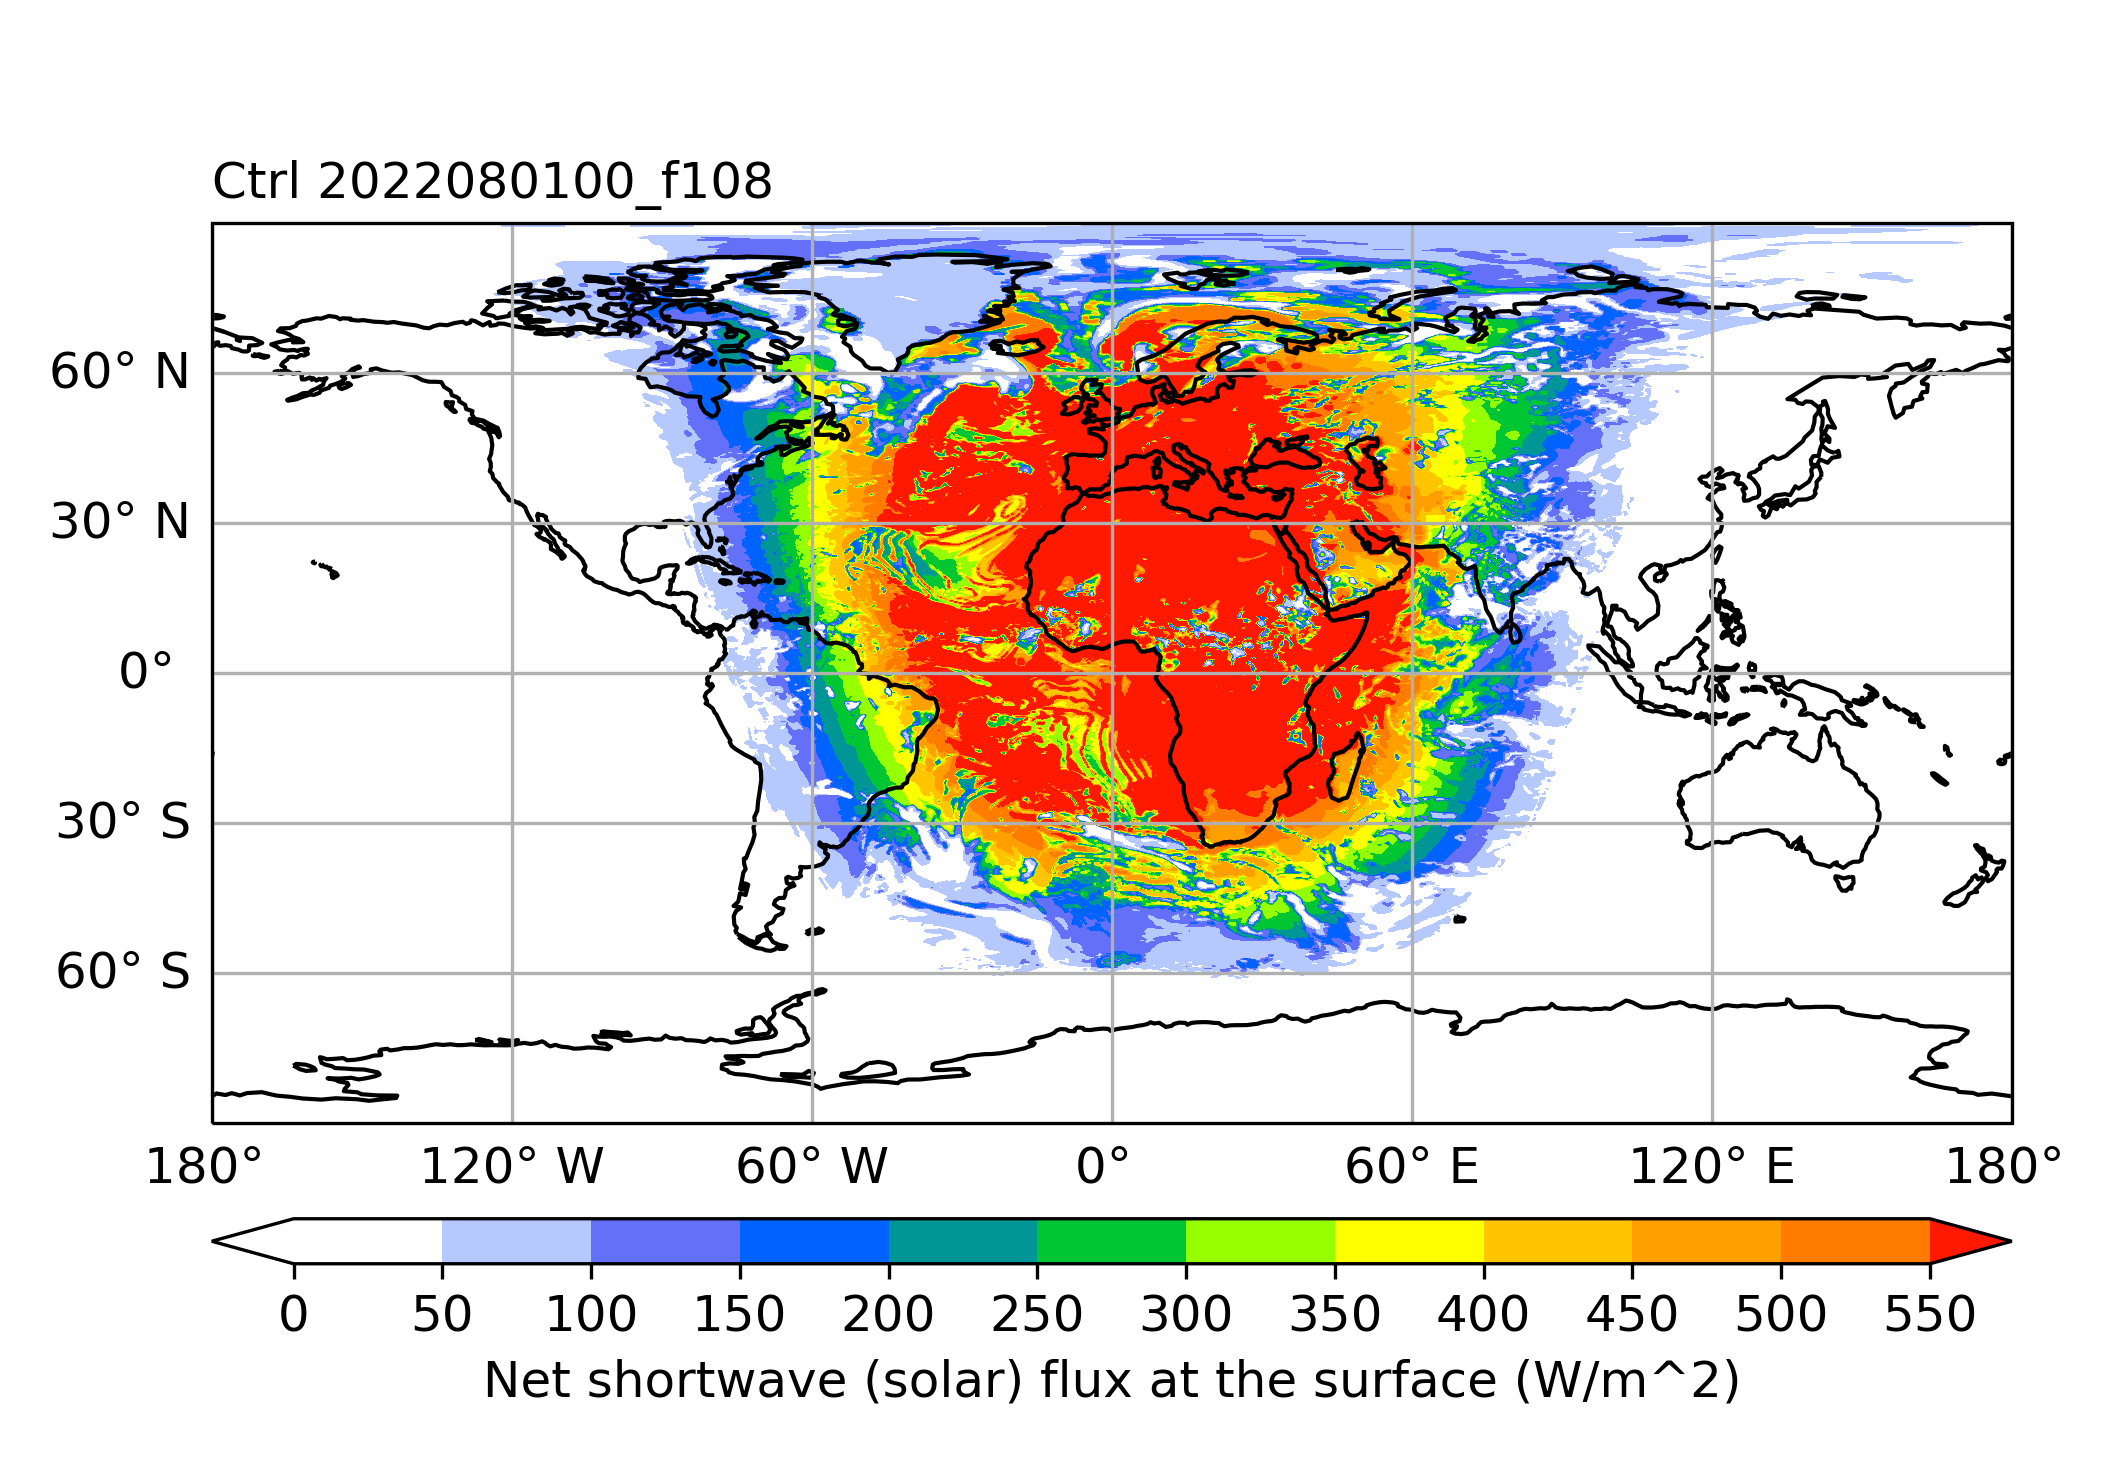 Ctrl 2022080100_f108
60° N
30° N
0°
30° S
60° S
180° 120° W 60° W 0° 60° E 120° E 180°
0 50 100 150 200 250 300 350 400 450 500 550
Net shortwave (solar) flux at the surface (W/m^2)